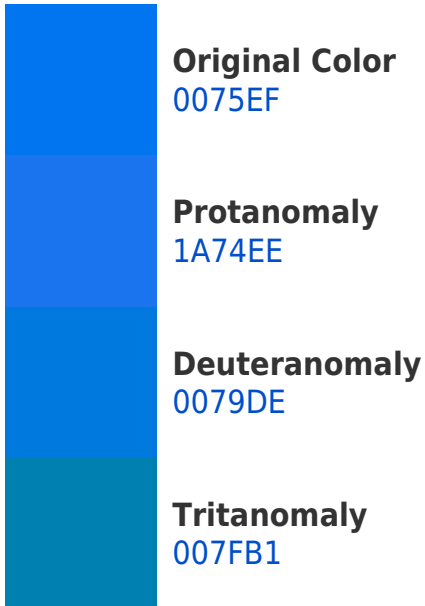 Original Color
0075EF
Protanomaly
1A74EE
Deuteranomaly
0079DE
Tritanomaly
007FB1